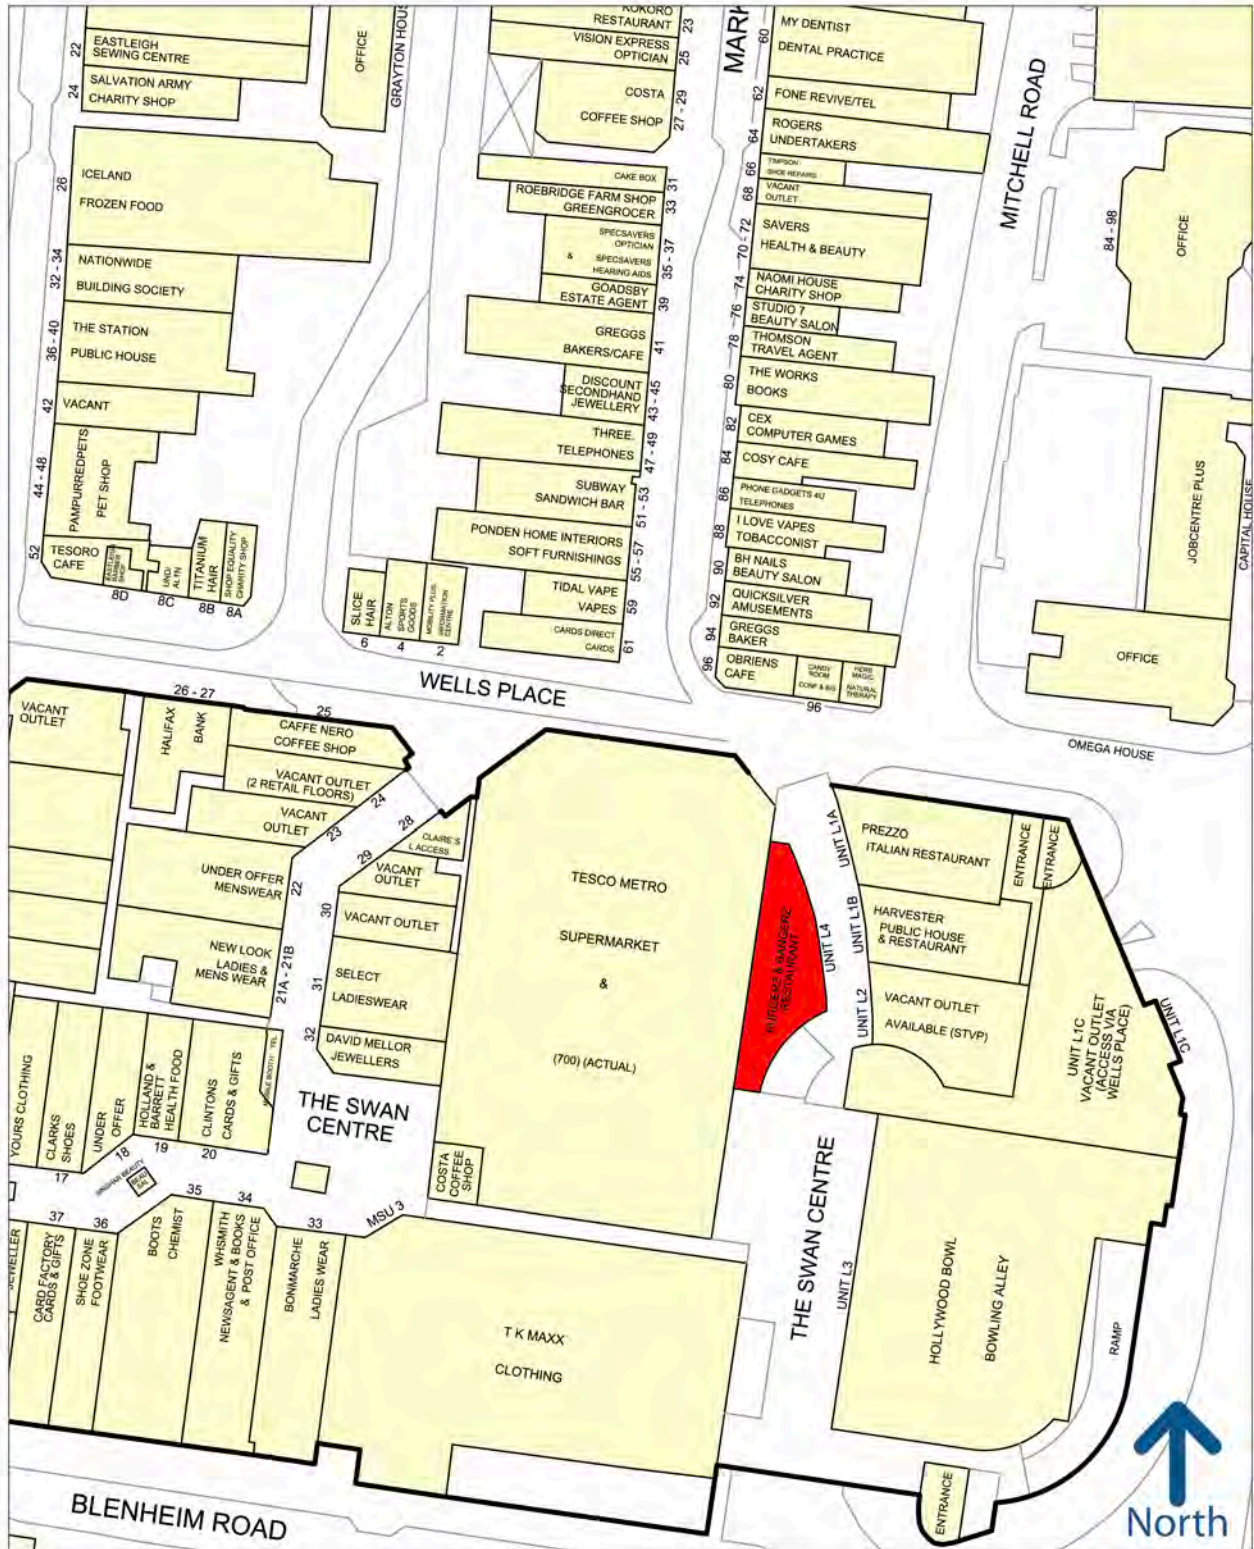 22
EASTLEIGH
SEWING CENTRE
24
SALVATION ARMY
CHARITY SHOP
OFFICE
26
ICELAND
FROZEN FOOD
32 - 34
NATIONWIDE
BUILDING SOCIETY
36 - 40
THE STATION
PUBLIC HOUSE
42
VACANT
44 - 48
PAMPURREDPETS
PET SHOP
52
TESORO
CAFE
8D
UNDI
8C
TITANIUM
HAIR
8B
SHOP EQUALITY
CHARITY SHOP
8A
RESTAURANT
23
VISION EXPRESS
OPTICIAN
25
COSTA
COFFEE SHOP
27 - 29
CAKE BOX
31
ROEBRIDGE FARM SHOP
GREENGROCER
33
SPECSAVERS
OPTICIAN
& SPECSAVERS
HEARING AIDS
35 - 37
GOADSBY
ESTATE AGENT
39
GREGGS
BAKERS/CAFE
41
DISCOUNT
SECONDHAND
JEWELLERY
43 - 45
THREE
TELEPHONES
47 - 49
SUBWAY
SANDWICH BAR
51 - 53
PONDEN HOME INTERIORS
SOFT FURNISHINGS
55 - 57
TIDAL VAPE
VAPES
59
CARDS DIRECT
CARDS
61
SLICE
HAIR
6
ALTON
SPORTS
GOODS
4
MOBILITY PLUS
INFORMATION
CENTRE
2
MARK
60
MY DENTIST
DENTAL PRACTICE
62
FONE REVIVE/TEL
64
ROGERS
UNDERTAKERS
66
TIMPSON
SHOE REPAIRS
68
VACANT
OUTLET
70 - 72
SAVERS
HEALTH & BEAUTY
74
NAOMI HOUSE
CHARITY SHOP
76
STUDIO 7
BEAUTY SALON
78
THOMSON
TRAVEL AGENT
80
THE WORKS
BOOKS
82
CEX
COMPUTER GAMES
84
COSY CAFE
86
PHONE GADGETS 4U
TELEPHONES
88
I LOVE VAPES
TOBACCONIST
90
BH NAILS
BEAUTY SALON
92
QUICKSILVER
AMUSEMENTS
94
GREGGS
BAKER
96
OBRIENS
CAFE
CANDY
ROOM
HERB
MAGIC
NATURAL
THERAPY
96
MITCHELL ROAD
84 - 98
OFFICE
JOBCENTRE PLUS
CAPITAL HOUSE
OFFICE
OMEGA HOUSE
WELLS PLACE
VACANT
OUTLET
26 - 27
HALIFAX
BANK
25
CAFFE NERO
COFFEE SHOP
VACANT OUTLET
(2 RETAIL FLOORS)
24
VACANT
OUTLET
23
UNDER OFFER
MENSWEAR
22
NEW LOOK
LADIES &
MENS WEAR
21A - 21B
28
CLAIRE'S
ACCESS
29
VACANT
OUTLET
30
VACANT OUTLET
31
SELECT
LADIESWEAR
32
DAVID MELLOR
JEWELLERS
TESCO METRO
SUPERMARKET
&
(700) (ACTUAL)
BURGERZ & BANGERZ
RESTAURANT
UNIT L4
UNIT L1A
PREZZO
ITALIAN RESTAURANT
ENTRANCE
ENTRANCE
UNIT L1B
HARVESTER
PUBLIC HOUSE
& RESTAURANT
UNIT L2
VACANT OUTLET
AVAILABLE (STVP)
UNIT L1C
VACANT OUTLET
(ACCESS VIA
WELLS PLACE)
UNIT L1C
YOURS CLOTHING
CLARKS
SHOES
17
UNDER
OFFER
18
HOLLAND &
BARRETT
HEALTH FOOD
19
CLINTONS
CARDS & GIFTS
20
THE SWAN
CENTRE
COSTA
COFFEE
SHOP
37
CARD FACTORY
CARDS & GIFTS
36
SHOE ZONE
FOOTWEAR
35
BOOTS
CHEMIST
34
WHSMITH
NEWSAGENT & BOOKS
& POST OFFICE
33
BONMARCHE
LADIES WEAR
MSU 3
T K MAXX
CLOTHING
THE SWAN CENTRE
UNIT L3
HOLLYWOOD BOWL
BOWLING ALLEY
RAMP
ENTRANCE
BLENHEIM ROAD
North